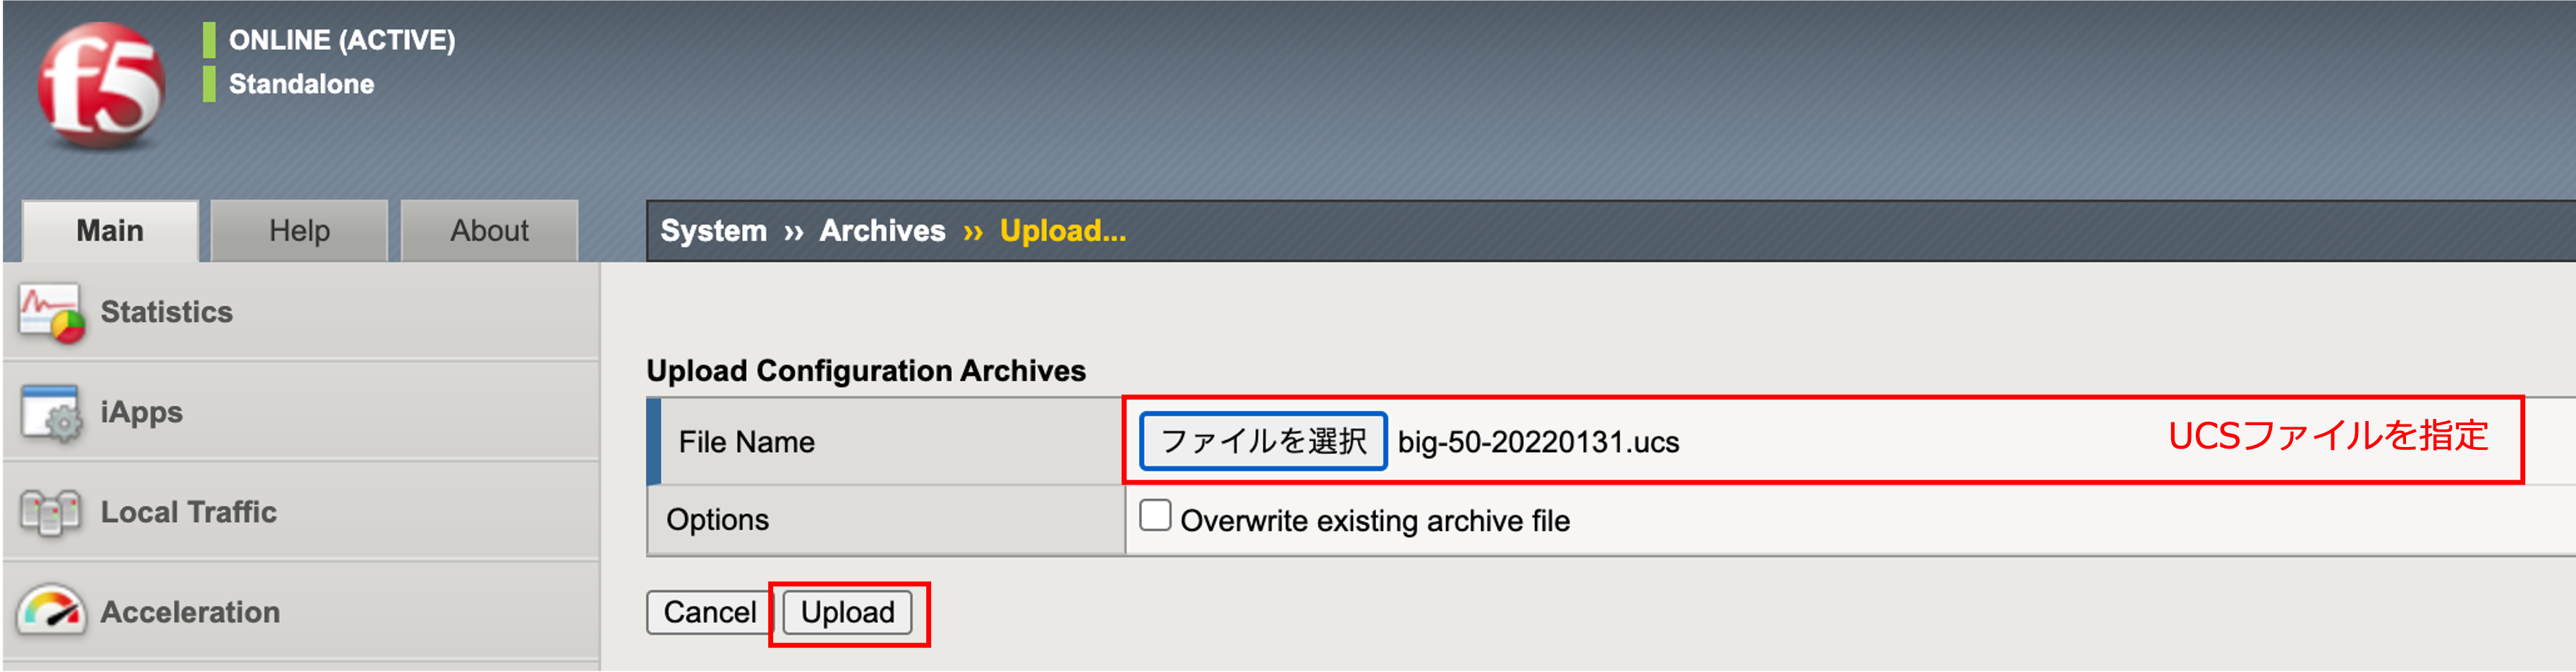 f5
ONLINE (ACTIVE)
Standalone
Main Help About
System ›› Archives ›› Upload...
Statistics
iApps
Local Traffic
Acceleration
Upload Configuration Archives
File Name ファイルを選択 big-50-20220131.ucs UCSファイルを指定
Options Overwrite existing archive file
Cancel Upload